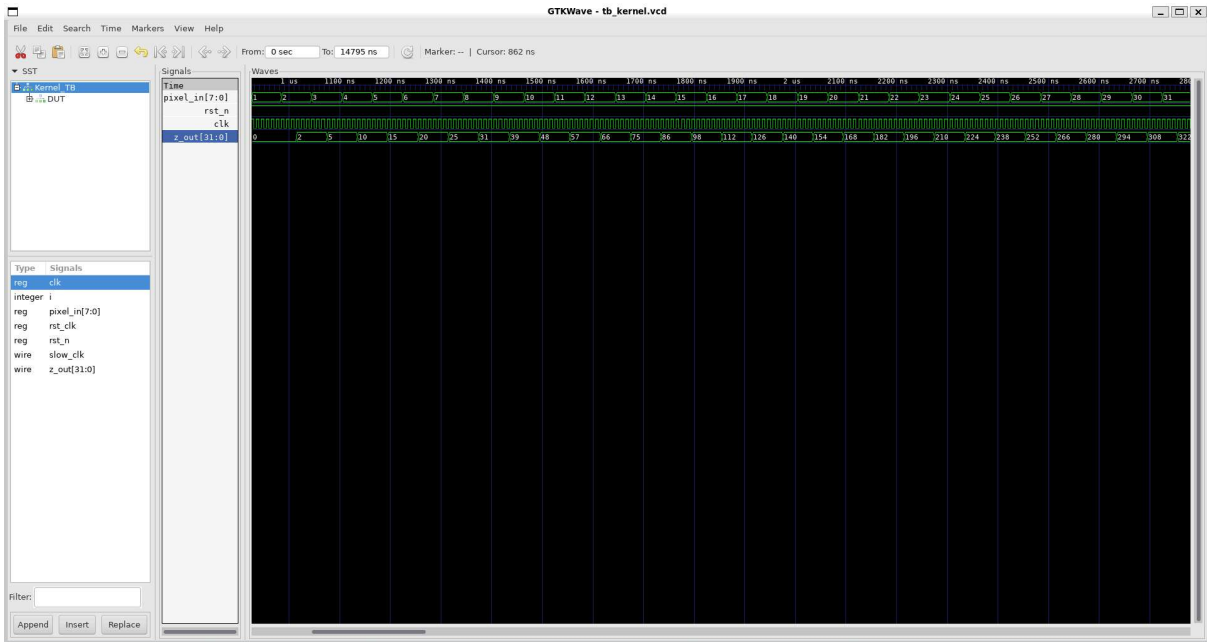 GTKWave - tb_kernel.vcd
File Edit Search Time Markers View Help
From: 0 sec To: 14795 ns Marker: -- | Cursor: 862 ns
SST
Kernel_TB
DUT
Type Signals
reg clk
integer i
reg pixel_in[7:0]
reg rst_clk
reg rst_n
wire slow_clk
wire z_out[31:0]
Filter:
Append Insert Replace
Signals
Time
pixel_in[7:0]
rst_n
clk
z_out[31:0]
Waves
1 us 1100 ns 1200 ns 1300 ns 1400 ns 1500 ns 1600 ns 1700 ns 1800 ns 1900 ns 2 us 2100 ns 2200 ns 2300 ns 2400 ns 2500 ns 2600 ns 2700 ns 280
1 2 3 4 5 6 7 8 9 10 11 12 13 14 15 16 17 18 19 20 21 22 23 24 25 26 27 28 29 30 31
0 2 5 10 15 20 25 31 39 48 57 66 75 86 98 112 126 140 154 168 182 196 210 224 238 252 266 280 294 308 322